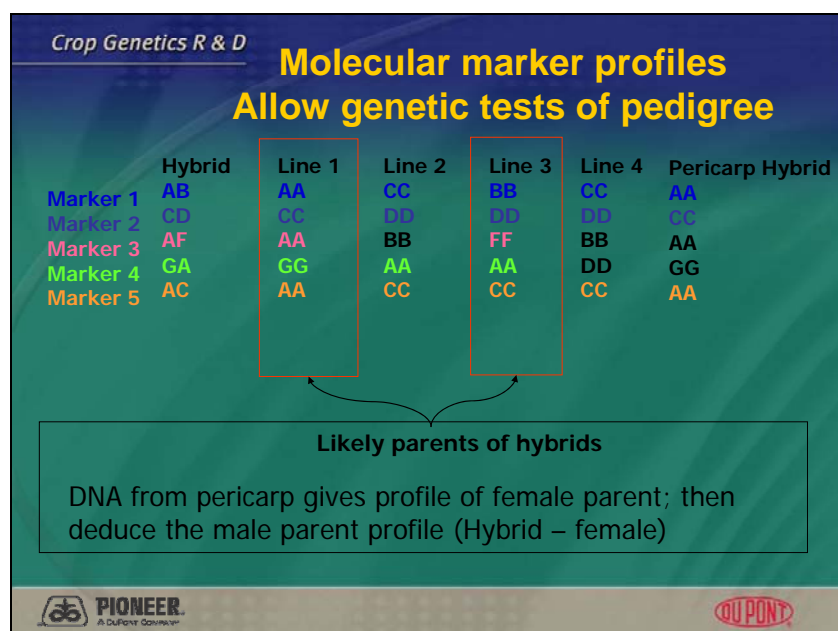 Crop Genetics R & D
Molecular marker profiles
Allow genetic tests of pedigree
Hybrid Line 1 Line 2 Line 3 Line 4 Pericarp Hybrid
Marker 1 AB AA CC BB CC AA
Marker 2 CD CC DD DD DD CC
Marker 3 AF AA BB FF BB AA
Marker 4 GA GG AA AA DD GG
Marker 5 AC AA CC CC CC AA
Likely parents of hybrids
DNA from pericarp gives profile of female parent; then
deduce the male parent profile (Hybrid – female)
PIONEER.
A DUPONT COMPANY
DUPONT